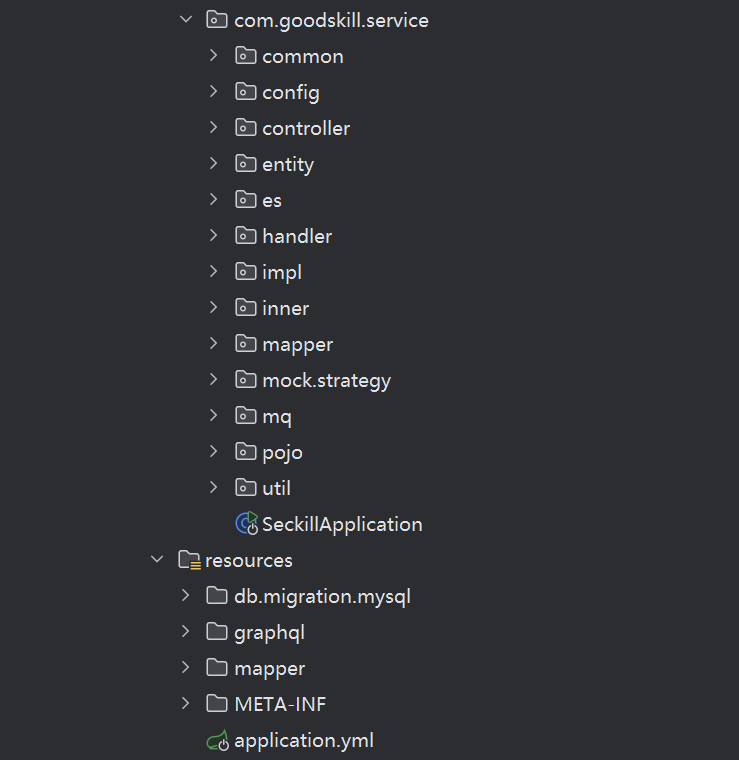 com.goodskill.service
common
config
controller
entity
es
handler
impl
inner
mapper
mock.strategy
mq
pojo
util
SeckillApplication
resources
db.migration.mysql
graphql
mapper
META-INF
application.yml